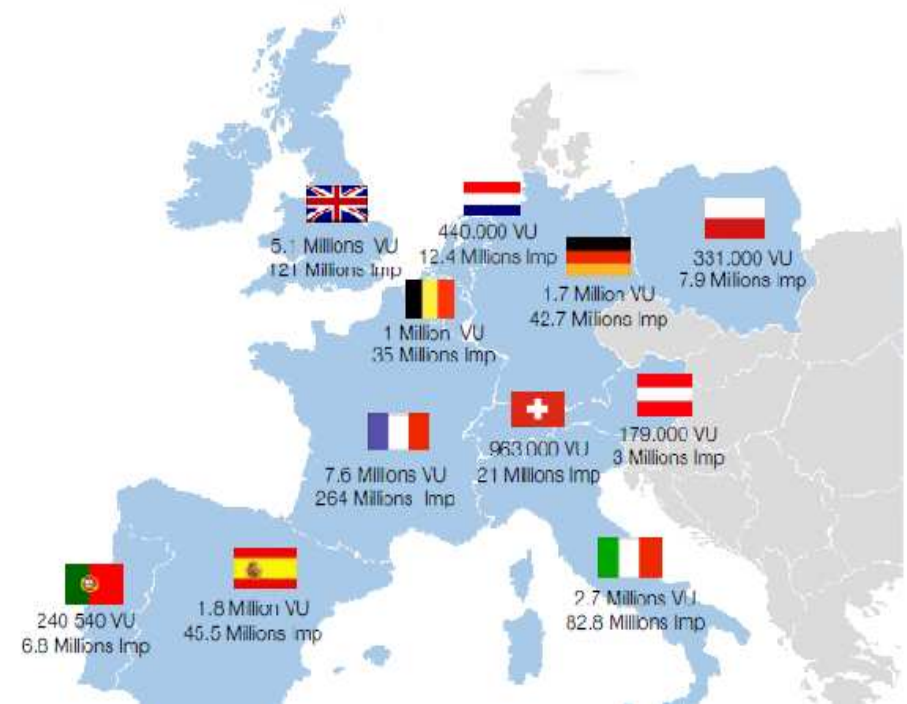 5.1 Millions VU
121 Millions Imp
440.000 VU
12.4 Millions Imp
331.000 VU
7.9 Millions Imp
1.7 Million VU
42.7 Millions Imp
1 Million VU
35 Millions Imp
963.000 VU
21 Millions Imp
179.000 VU
3 Millions Imp
7.6 Millions VU
264 Millions Imp
240 540 VU
6.8 Millions Imp
1.8 Million VU
45.5 Millions Imp
2.7 Millions VU
82.8 Millions Imp